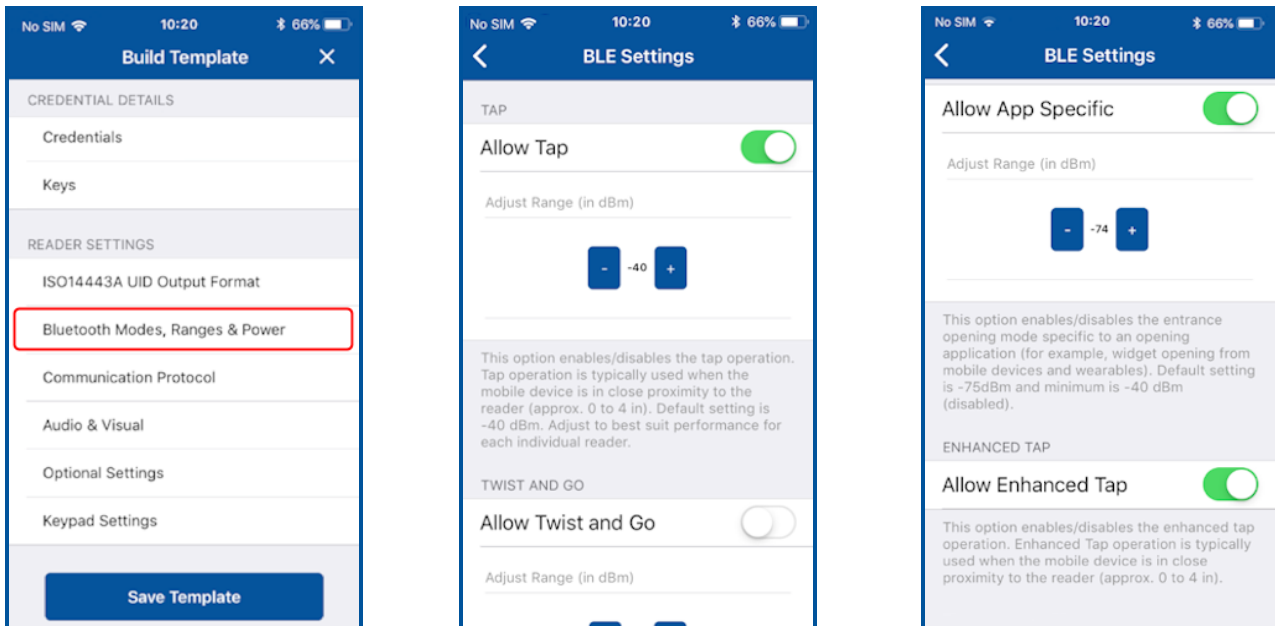 No SIM 10:20 66%
Build Template
CREDENTIAL DETAILS
Credentials
Keys
READER SETTINGS
ISO14443A UID Output Format
Bluetooth Modes, Ranges & Power
Communication Protocol
Audio & Visual
Optional Settings
Keypad Settings
Save Template
No SIM 10:20 66%
BLE Settings
TAP
Allow Tap
Adjust Range (in dBm)
- -40 +
This option enables/disables the tap operation.
Tap operation is typically used when the
mobile device is in close proximity to the
reader (approx. 0 to 4 in). Default setting is
-40 dBm. Adjust to best suit performance for
each individual reader.
TWIST AND GO
Allow Twist and Go
Adjust Range (in dBm)
No SIM 10:20 66%
BLE Settings
Allow App Specific
Adjust Range (in dBm)
- -74 +
This option enables/disables the entrance
opening mode specific to an opening
application (for example, widget opening from
mobile devices and wearables). Default setting
is -75dBm and minimum is -40 dBm
(disabled).
ENHANCED TAP
Allow Enhanced Tap
This option enables/disables the enhanced tap
operation. Enhanced Tap operation is typically
used when the mobile device is in close
proximity to the reader (approx. 0 to 4 in).